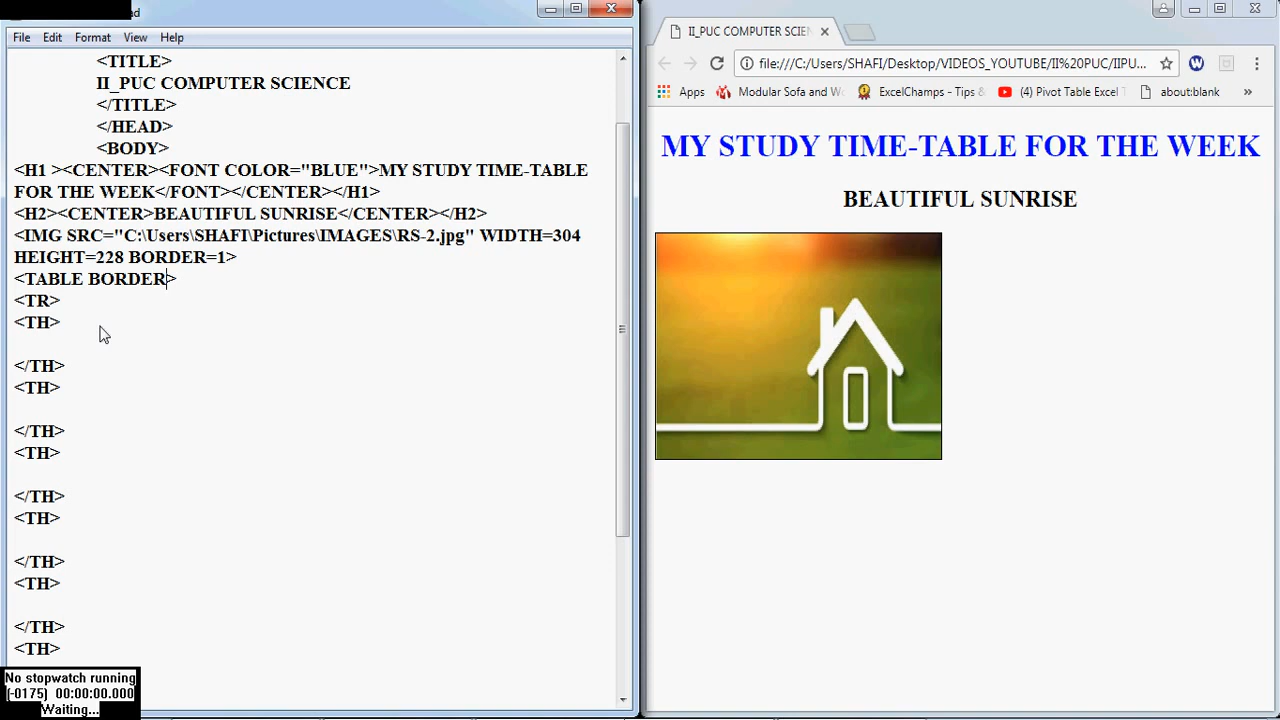 ad
File Edit Format View Help
<TITLE>
II_PUC COMPUTER SCIENCE
</TITLE>
</HEAD>
<BODY>
<H1 ><CENTER><FONT COLOR="BLUE">MY STUDY TIME-TABLE
FOR THE WEEK</FONT></CENTER></H1>
<H2><CENTER>BEAUTIFUL SUNRISE</CENTER></H2>
<IMG SRC="C:\Users\SHAFI\Pictures\IMAGES\RS-2.jpg" WIDTH=304
HEIGHT=228 BORDER=1>
<TABLE BORDER>
<TR>
<TH>
</TH>
<TH>
</TH>
<TH>
</TH>
<TH>
</TH>
<TH>
</TH>
<TH>
No stopwatch running
[-0175] 00:00:00.000
Waiting...
II_PUC COMPUTER SCIEN
file:///C:/Users/SHAFI/Desktop/VIDEOS_YOUTUBE/II%20PUC/IIPU...
Apps Modular Sofa and Wo ExcelChamps - Tips & (4) Pivot Table Excel about:blank »
MY STUDY TIME-TABLE FOR THE WEEK
BEAUTIFUL SUNRISE